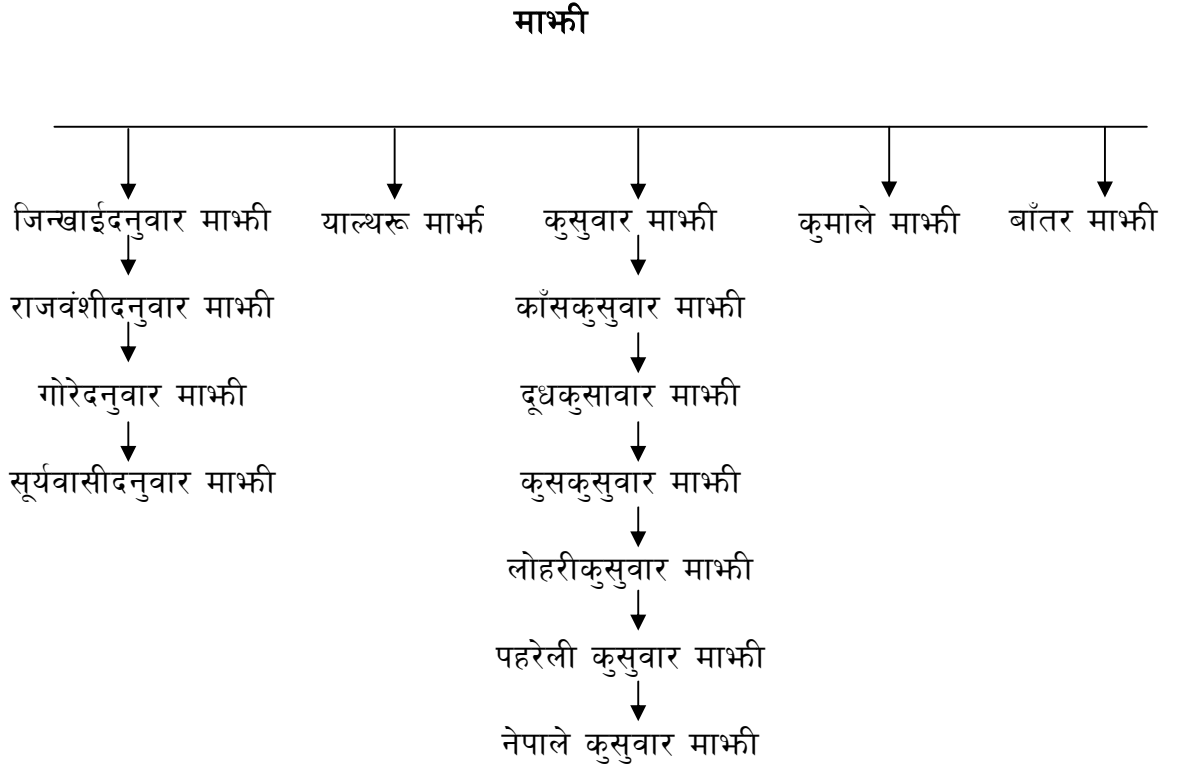 माझी
जिन्खाईदनुवार माझी याल्थरू माझी कुसुवार माझी कुमाले माझी बाँतर माझी
राजवंशीदनुवार माझी काँसकुसुवार माझी
गोरेदनुवार माझी दूधकुसावार माझी
सूर्यवासीदनुवार माझी कुसकुसुवार माझी
लोहरीकुसुवार माझी
पहरेली कुसुवार माझी
नेपाले कुसुवार माझी